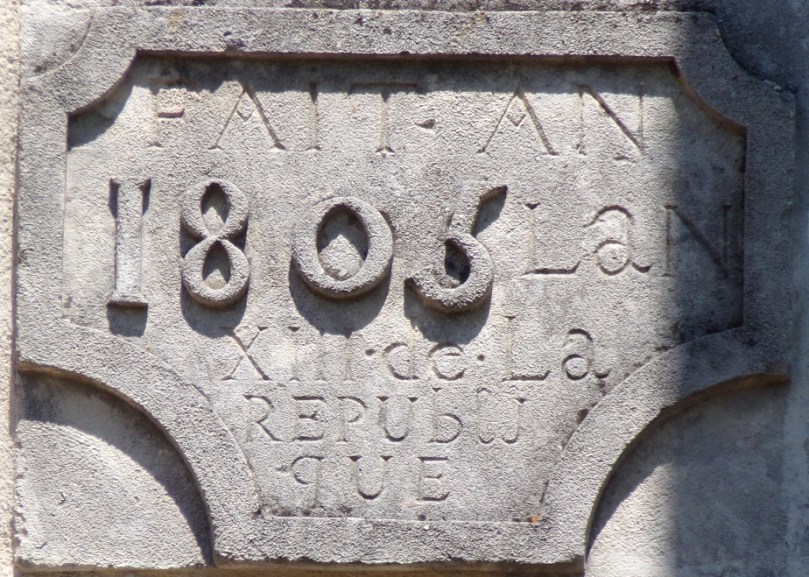 FAIT·AN
1805 LaN
XIII·de·La
REPUbLI
qUE